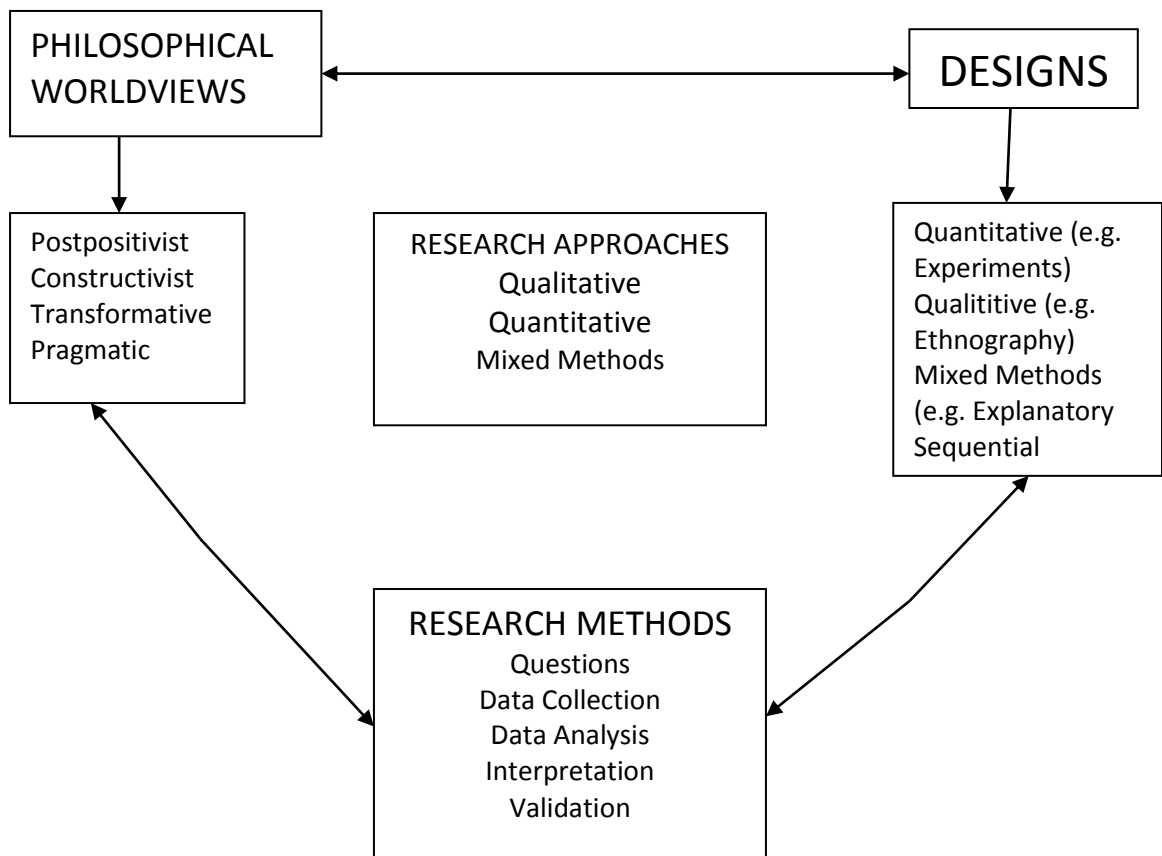 PHILOSOPHICAL
WORLDVIEWS
DESIGNS
Postpositivist
Constructivist
Transformative
Pragmatic
RESEARCH APPROACHES
Qualitative
Quantitative
Mixed Methods
Quantitative (e.g.
Experiments)
Qualititive (e.g.
Ethnography)
Mixed Methods
(e.g. Explanatory
Sequential
RESEARCH METHODS
Questions
Data Collection
Data Analysis
Interpretation
Validation